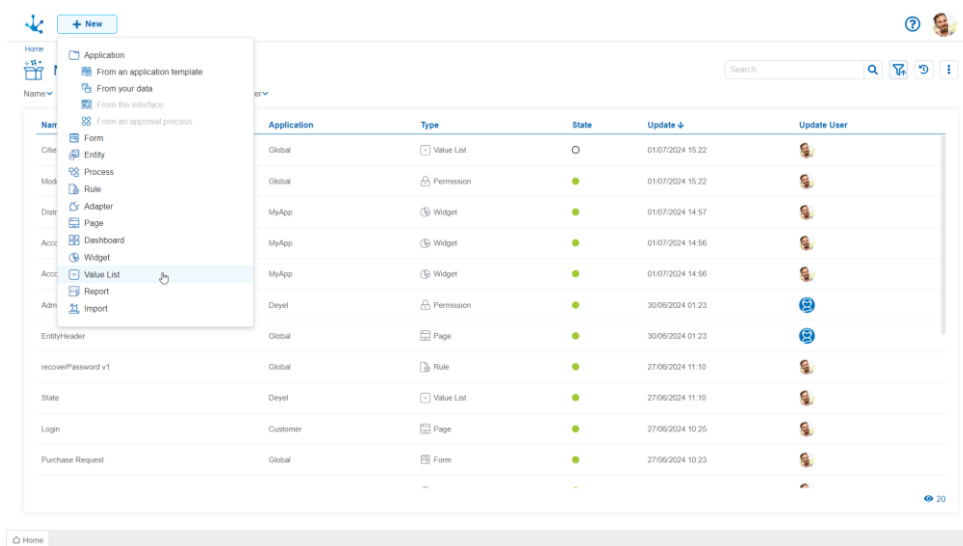 New
Home
Application
From an application template
From your data
From the interface
From an approval process
Form
Entity
Process
Rule
Adapter
Page
Dashboard
Widget
Value List
Report
Import
Search
Name
Application Type State Update Update User
Global Value List 01/07/2024 15:22
Global Permission 01/07/2024 15:22
MyApp Widget 01/07/2024 14:57
MyApp Widget 01/07/2024 14:56
MyApp Widget 01/07/2024 14:56
Deyel Permission 30/06/2024 01:23
EntityHeader Global Page 30/06/2024 01:23
recoverPassword v1 Global Rule 27/06/2024 11:10
State Deyel Value List 27/06/2024 11:10
Login Customer Page 27/06/2024 10:25
Purchase Request Global Form 27/06/2024 10:23
20
Home